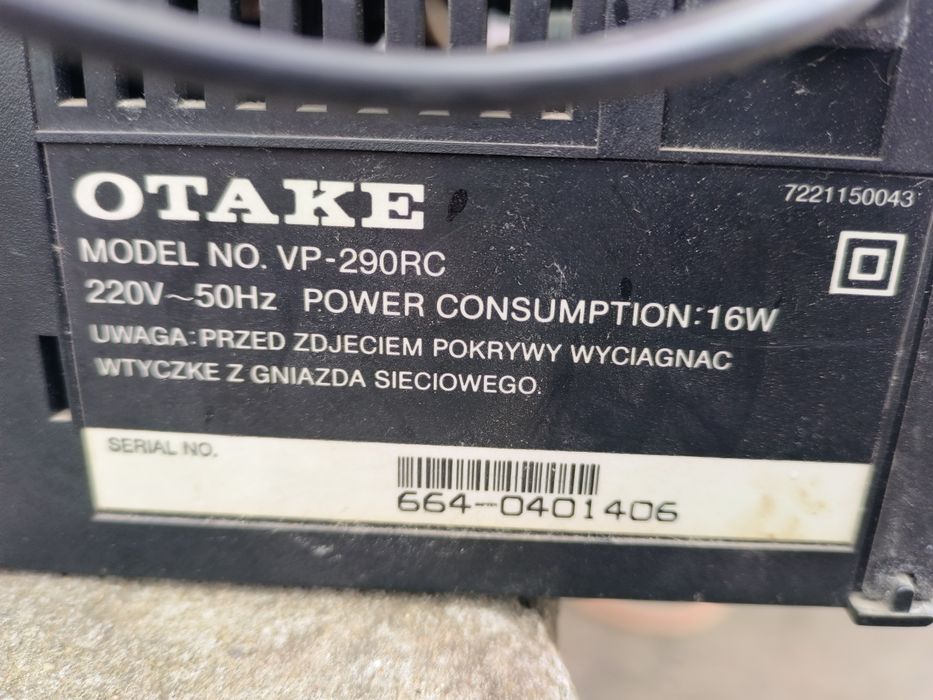 OTAKE
7221150043
MODEL NO. VP-290RC
220V~50Hz POWER CONSUMPTION:16W
UWAGA:PRZED ZDJECIEM POKRYWY WYCIAGNAC
WTYCZKE Z GNIAZDA SIECIOWEGO.
SERIAL NO.
664-0401406